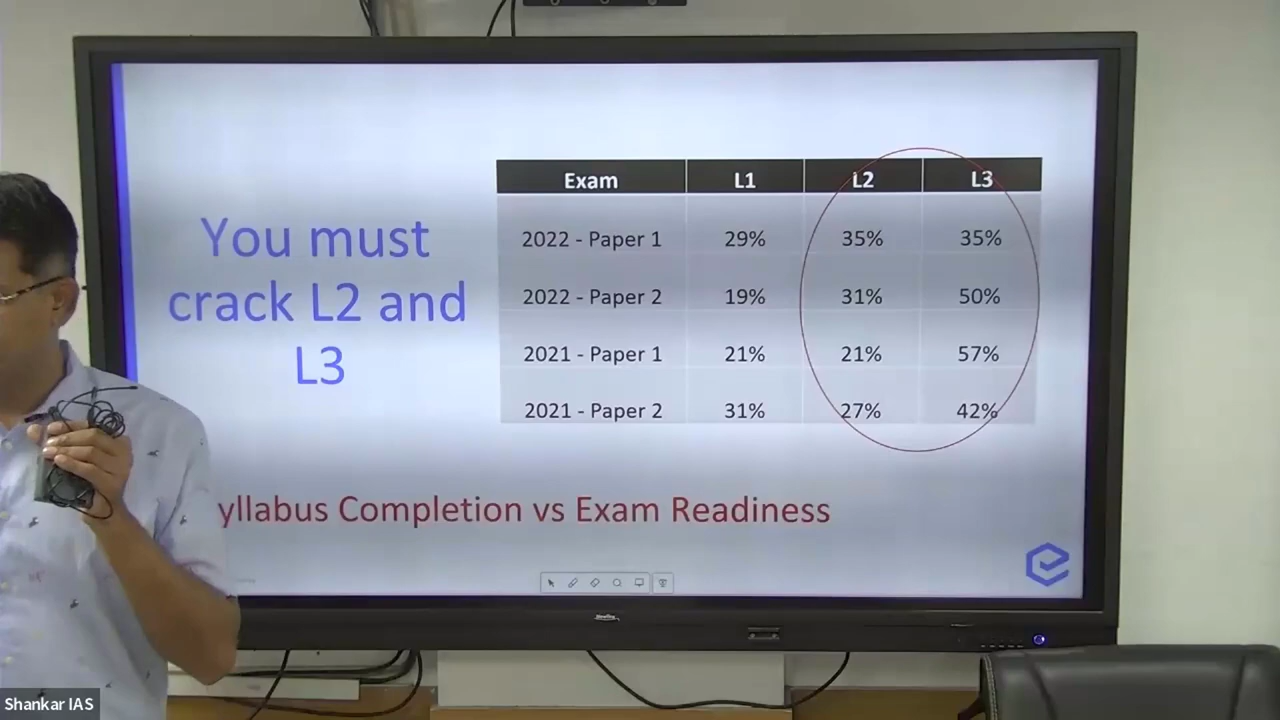 You must
crack L2 and
L3
Exam L1 L2 L3
2022 - Paper 1 29% 35% 35%
2022 - Paper 2 19% 31% 50%
2021 - Paper 1 21% 21% 57%
2021 - Paper 2 31% 27% 42%
yllabus Completion vs Exam Readiness
Shankar IAS